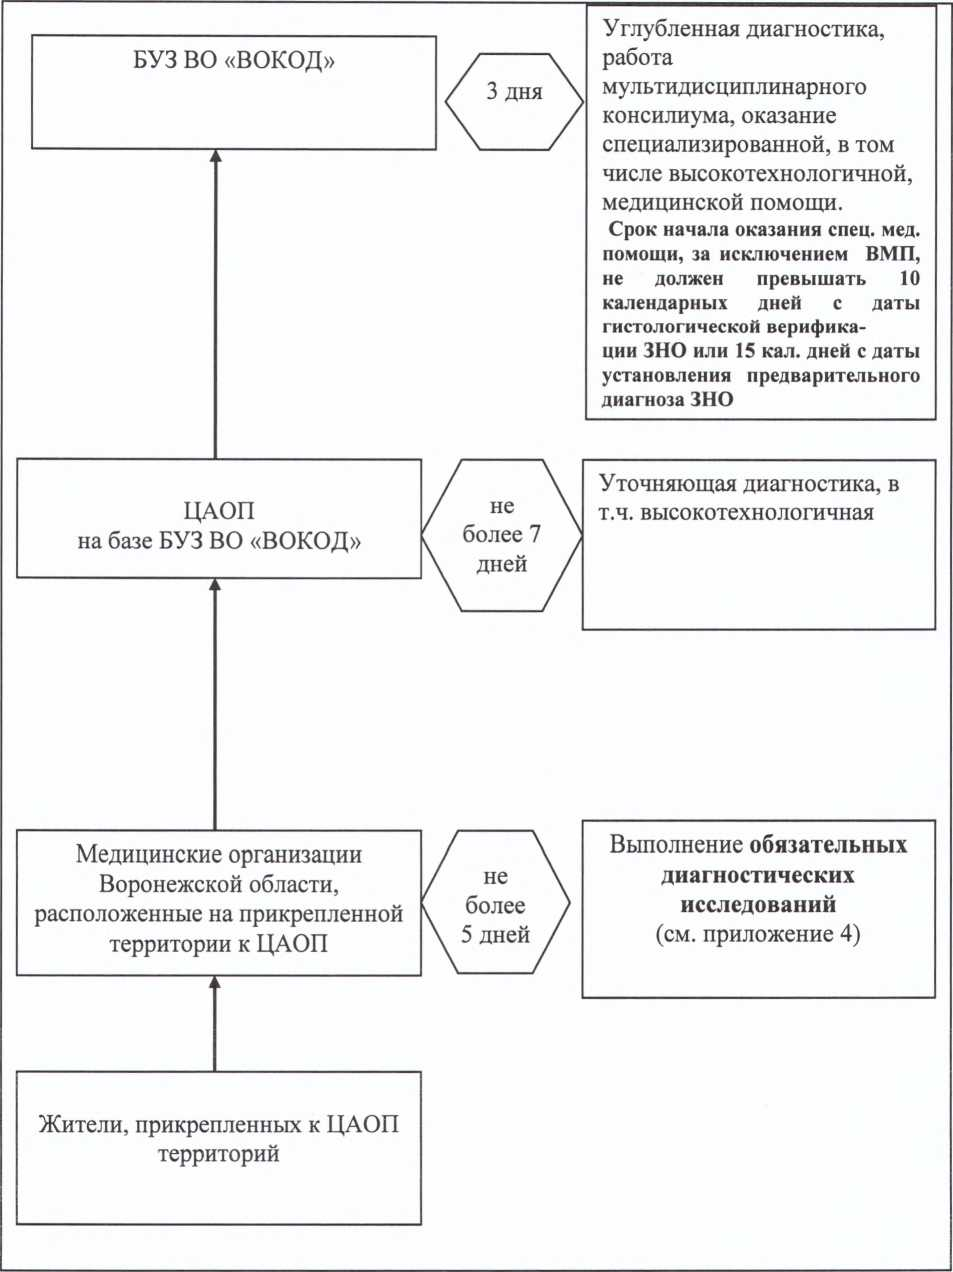 БУЗ ВО «ВОКОД»
3 дня
Углубленная диагностика,
работа
мультидисциплинарного
консилиума, оказание
специализированной, в том
числе высокотехнологичной,
медицинской помощи.
Срок начала оказания спец. мед.
помощи, за исключением ВМП,
не должен превышать 10
календарных дней с даты
гистологической верифика-
ции ЗНО или 15 кал. дней с даты
установления предварительного
диагноза ЗНО
ЦАОП
на базе БУЗ ВО «ВОКОД»
не
более 7
дней
Уточняющая диагностика, в
т.ч. высокотехнологичная
Медицинские организации
Воронежской области,
расположенные на прикрепленной
территории к ЦАОП
не
более
5 дней
Выполнение обязательных
диагностических
исследований
(см. приложение 4)
Жители, прикрепленных к ЦАОП
территорий